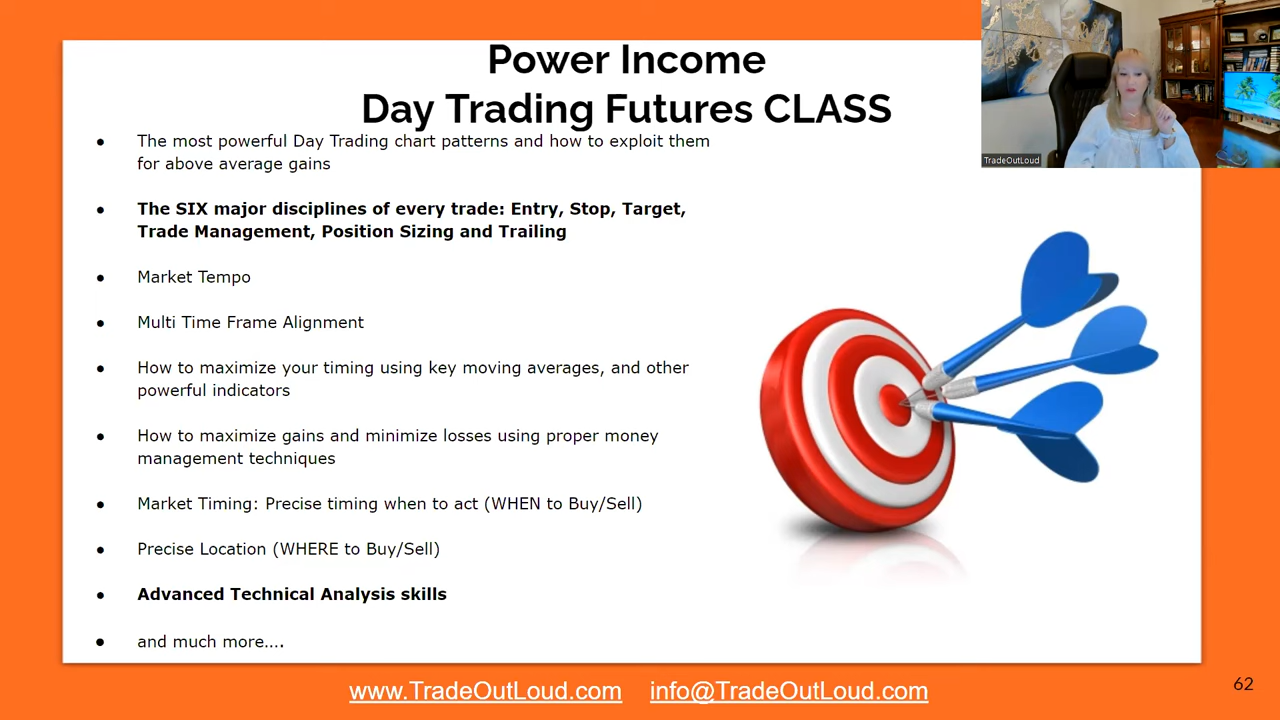 Power Income
Day Trading Futures CLASS
● The most powerful Day Trading chart patterns and how to exploit them
for above average gains
● The SIX major disciplines of every trade: Entry, Stop, Target,
Trade Management, Position Sizing and Trailing
● Market Tempo
● Multi Time Frame Alignment
● How to maximize your timing using key moving averages, and other
powerful indicators
● How to maximize gains and minimize losses using proper money
management techniques
● Market Timing: Precise timing when to act (WHEN to Buy/Sell)
● Precise Location (WHERE to Buy/Sell)
● Advanced Technical Analysis skills
● and much more….
TradeOutLoud
www.TradeOutLoud.com info@TradeOutLoud.com
62